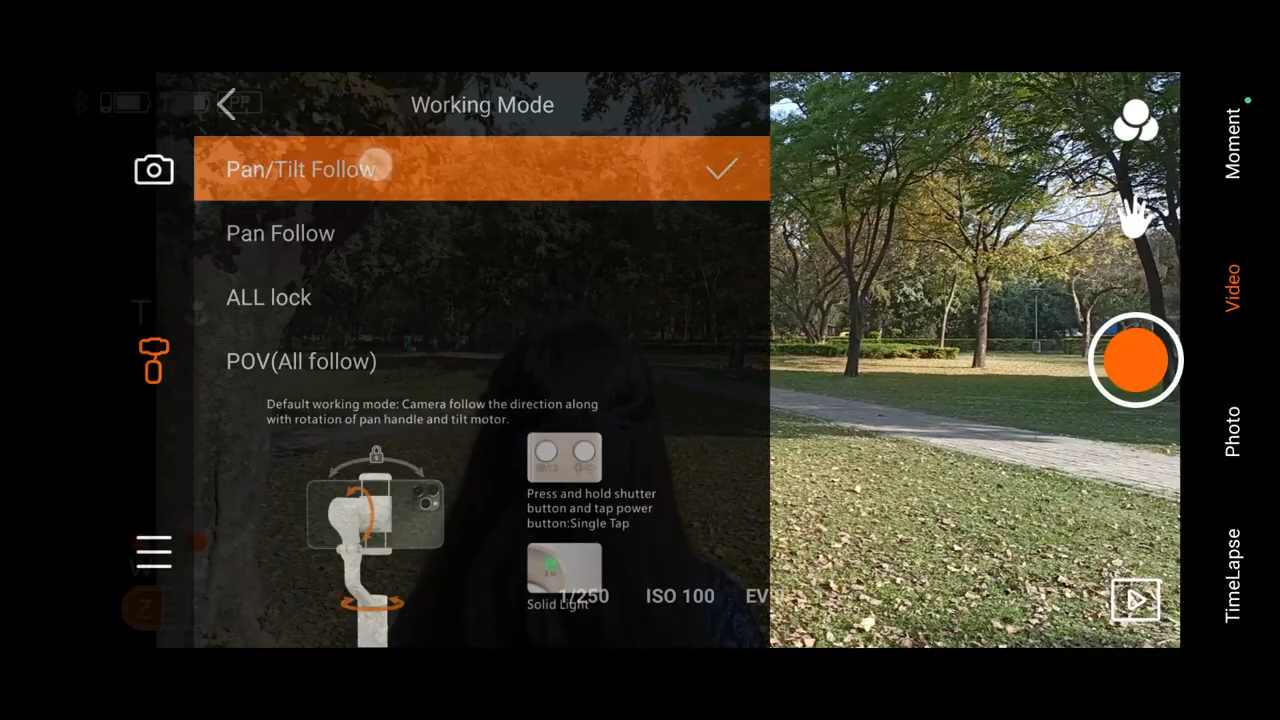 PP
Working Mode
Pan/Tilt Follow
Pan Follow
ALL lock
POV(All follow)
Default working mode: Camera follow the direction along
with rotation of pan handle and tilt motor.
Press and hold shutter
button and tap power
button:Single Tap
Solid Light
1/250
ISO 100
EV
T
W
Z
Moment
Video
Photo
TimeLapse